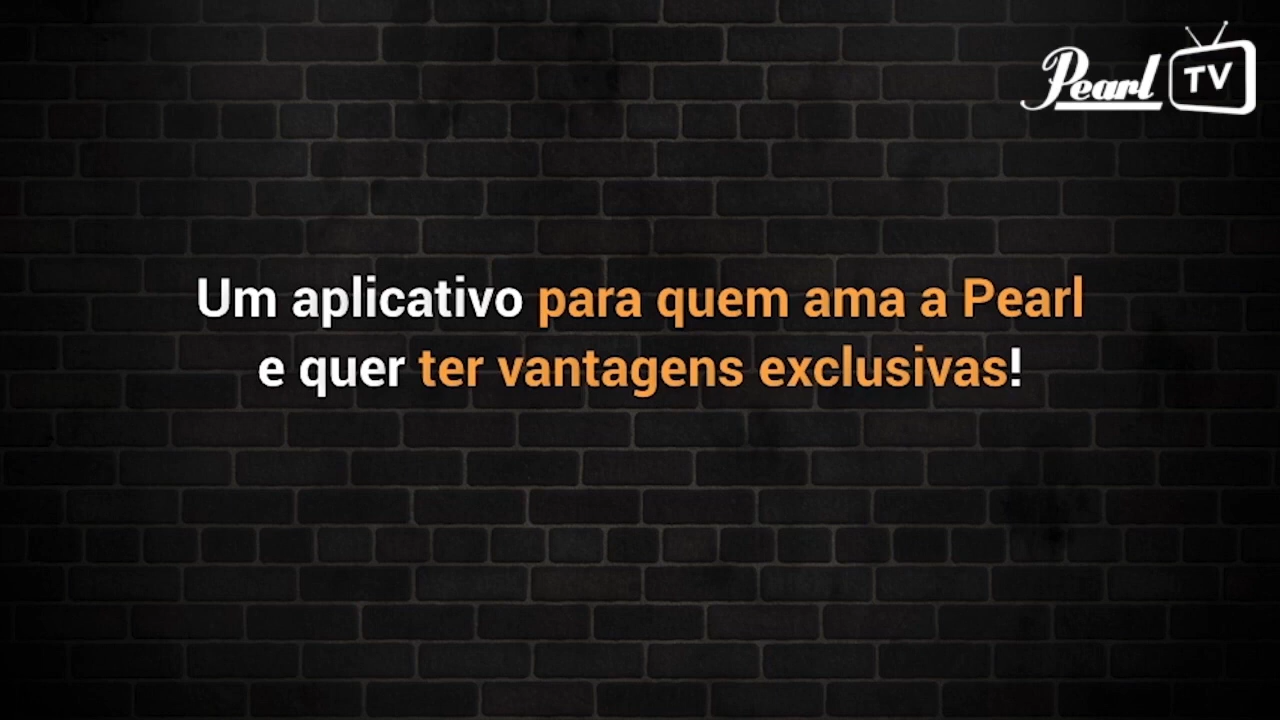 Pearl TV
Um aplicativo para quem ama a Pearl
e quer ter vantagens exclusivas!